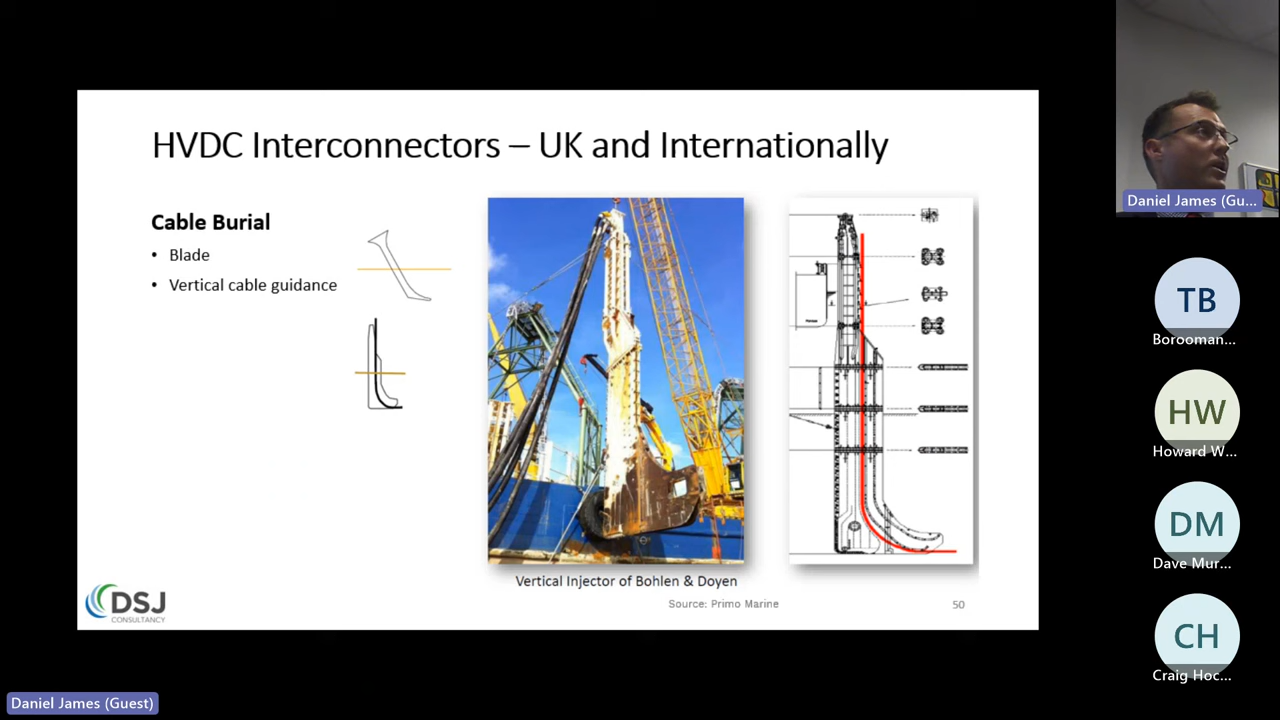 HVDC Interconnectors – UK and Internationally
Cable Burial
• Blade
• Vertical cable guidance
Vertical Injector of Bohlen & Doyen
Source: Primo Marine
50
DSJ
CONSULTANCY
Daniel James (Gu...
TB
Borooman...
HW
Howard W...
DM
Dave Mur...
CH
Craig Hoc...
Daniel James (Guest)